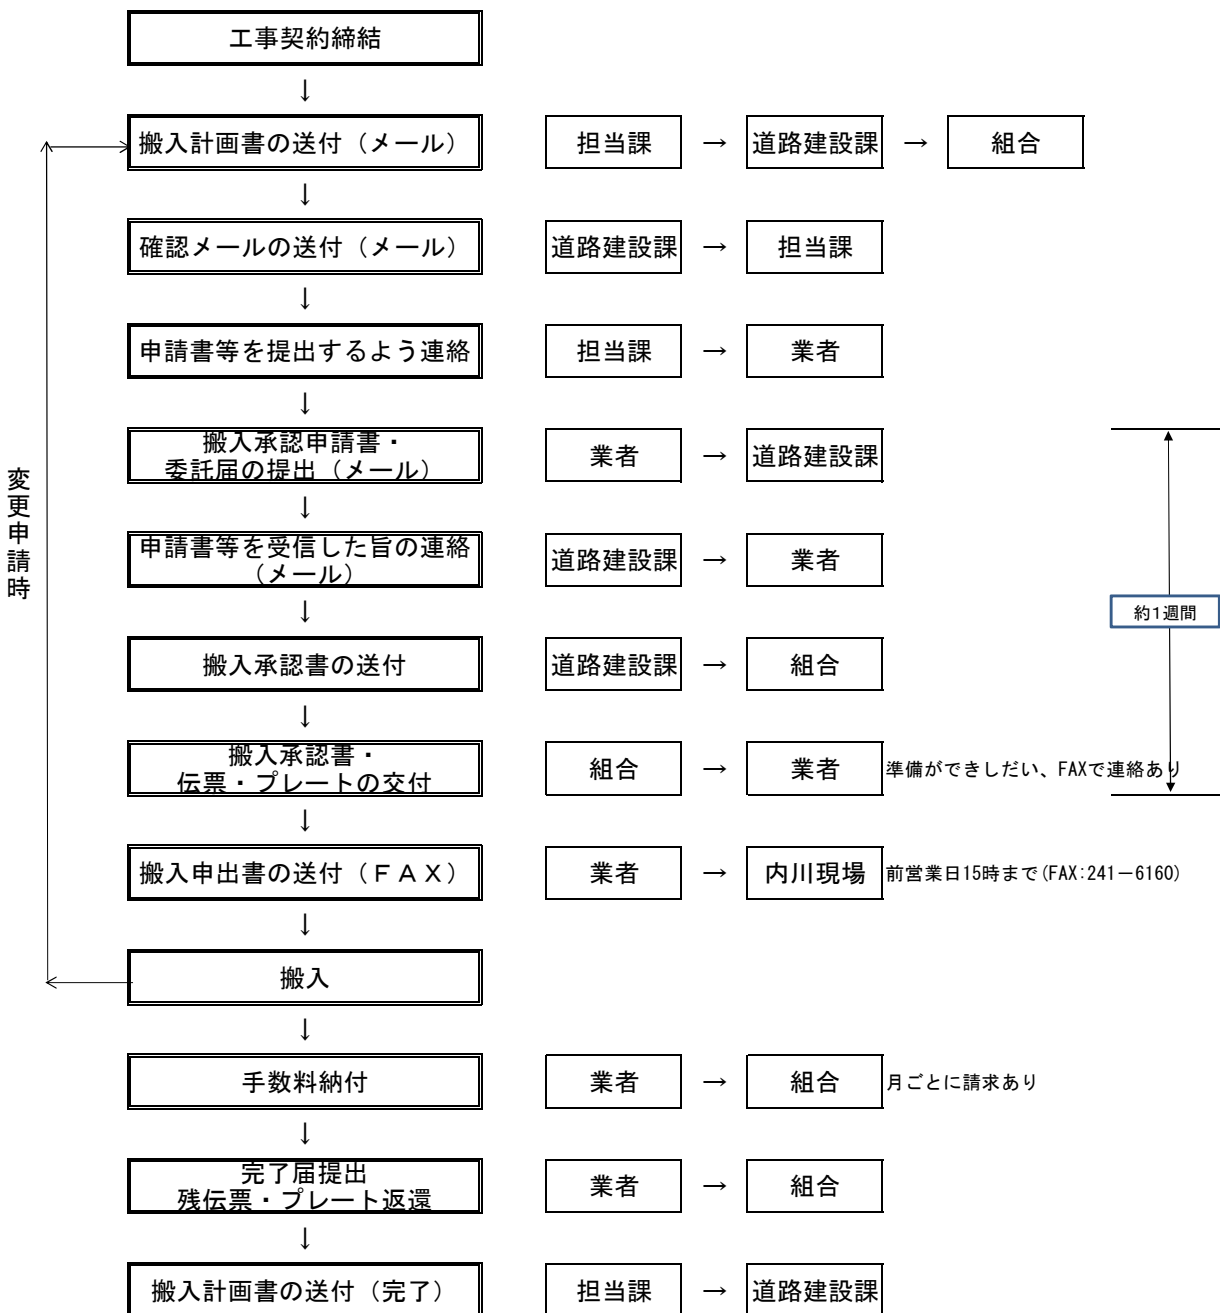 工事契約締結
↓
搬入計画書の送付（メール） 担当課 → 道路建設課 → 組合
↓
確認メールの送付（メール） 道路建設課 → 担当課
↓
申請書等を提出するよう連絡 担当課 → 業者
↓
搬入承認申請書・
委託届の提出（メール） 業者 → 道路建設課
↓
変更申請時
申請書等を受信した旨の連絡
（メール） 道路建設課 → 業者
約1週間
↓
搬入承認書の送付 道路建設課 → 組合
↓
搬入承認書・
伝票・プレートの交付 組合 → 業者 準備ができしだい、FAXで連絡あり
↓
搬入申出書の送付（ＦＡＸ） 業者 → 内川現場 前営業日15時まで(FAX:241－6160)
↓
搬入
↓
手数料納付 業者 → 組合 月ごとに請求あり
↓
完了届提出
残伝票・プレート返還 業者 → 組合
↓
搬入計画書の送付（完了） 担当課 → 道路建設課